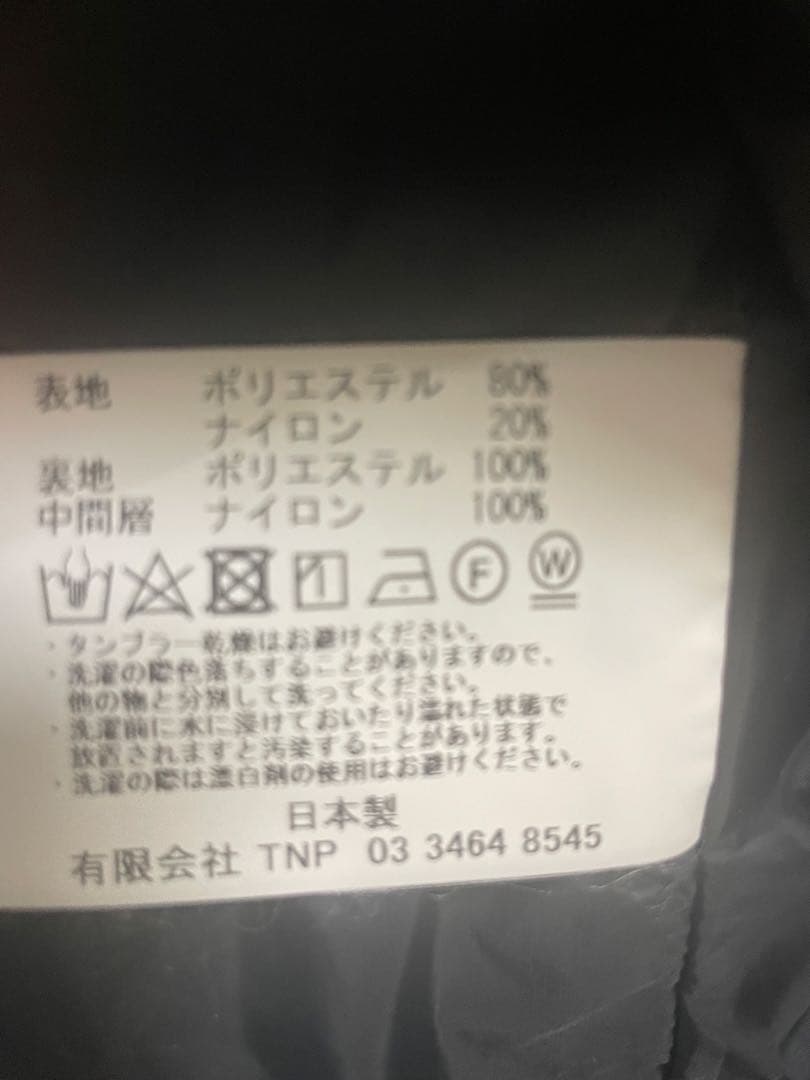 表地 ポリエステル 80%
ナイロン 20%
裏地 ポリエステル 100%
中間層 ナイロン 100%
F W
・タンブラー乾燥はお避けください。
・洗濯の際色落ちすることがありますので、
他の物と分別して洗ってください。
・洗濯前に水に浸けておいたり濡れた状態で
放置されますと汚染することがあります。
・洗濯の際は漂白剤の使用はお避けください。
日本製
有限会社 TNP 03 3464 8545